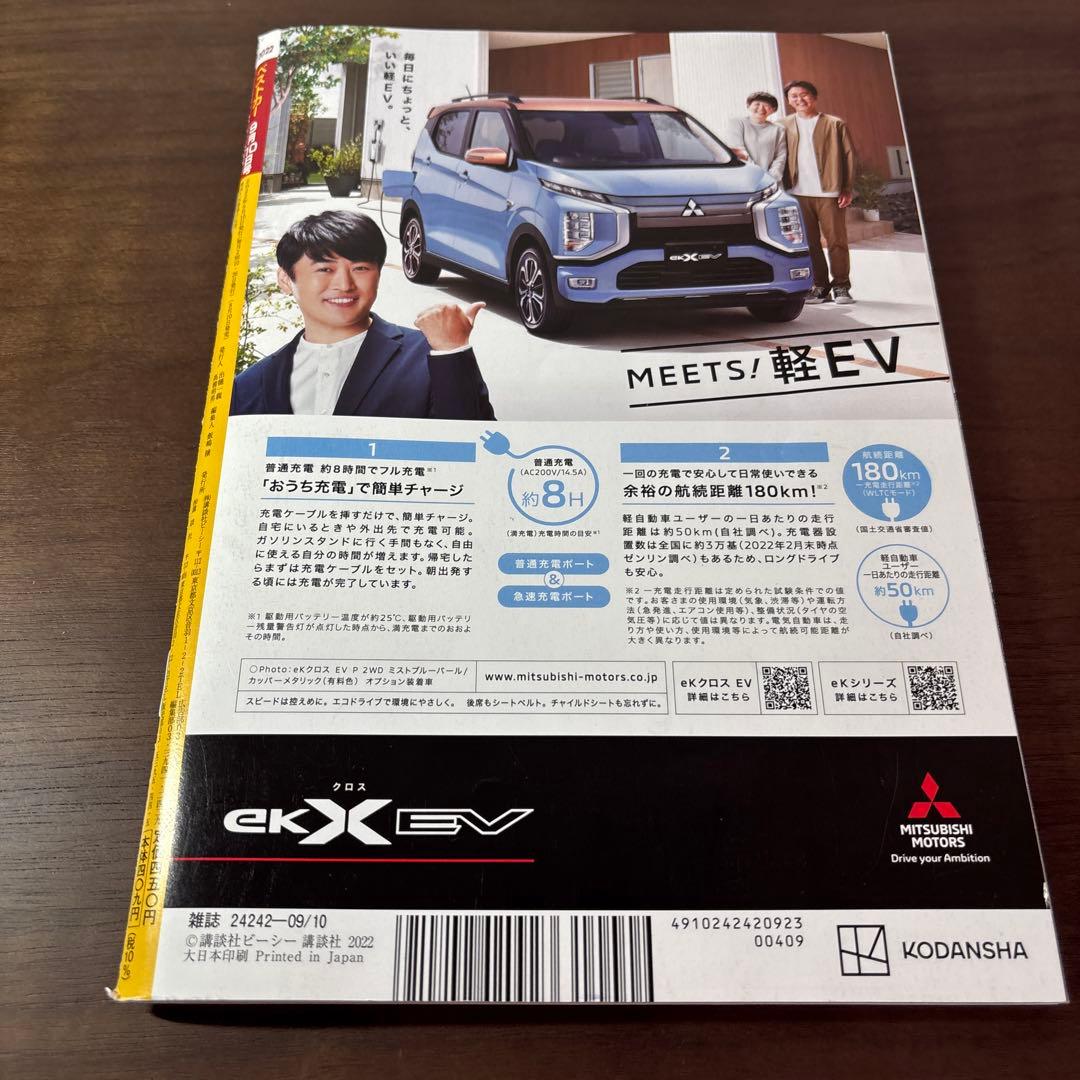 2022
ベストカー 9月10日号
毎日にちょっと、
いい軽EV。
eK X EV
MEETS! 軽EV
1
普通充電 約8時間でフル充電※1
「おうち充電」で簡単チャージ
充電ケーブルを挿すだけで、簡単チャージ。
自宅にいるときや外出先で充電可能。
ガソリンスタンドに行く手間もなく、自由
に使える自分の時間が増えます。帰宅し
たらまずは充電ケーブルをセット。朝出発す
る頃には充電が完了しています。
※1 駆動用バッテリー温度が約25℃、駆動用バッテリ
ー残量警告灯が点灯した時点から、満充電までのおおよ
その時間。
普通充電
(AC200V/14.5A)
約8H
(満充電)充電時間の目安※1
普通充電ポート
&
急速充電ポート
2
一回の充電で安心して日常使いできる
余裕の航続距離180km!※2
軽自動車ユーザーの一日あたりの走行
距離は約50km(自社調べ)。充電器設
置数は全国に約3万基(2022年2月末時点
ゼンリン調べ)もあるため、ロングドライブ
も安心。
※2 一充電走行距離は定められた試験条件での値
です。お客さまの使用環境(気象、渋滞等)や運転方
法(急発進、エアコン使用等)、整備状況(タイヤの空
気圧等)に応じて値は異なります。電気自動車は、走
り方や使い方、使用環境等によって航続可能距離が
大きく異なります。
航続距離
180km
一充電走行距離※2
(WLTCモード)
(国土交通省審査値)
軽自動車
ユーザー
一日あたりの走行距離
約50km
(自社調べ)
○Photo:eKクロス EV P 2WD ミストブルーパール/
カッパーメタリック(有料色) オプション装着車
www.mitsubishi-motors.co.jp
eKクロス EV
詳細はこちら
eKシリーズ
詳細はこちら
スピードは控えめに。エコドライブで環境にやさしく。 後席もシートベルト。チャイルドシートも忘れずに。
クロス
eK X EV
MITSUBISHI
MOTORS
Drive your Ambition
定価四五〇円
〔本体四〇九円〕(税10%)
雑誌 24242—09/10
©講談社ビーシー 講談社 2022
大日本印刷 Printed in Japan
4910242420923
00409
KODANSHA